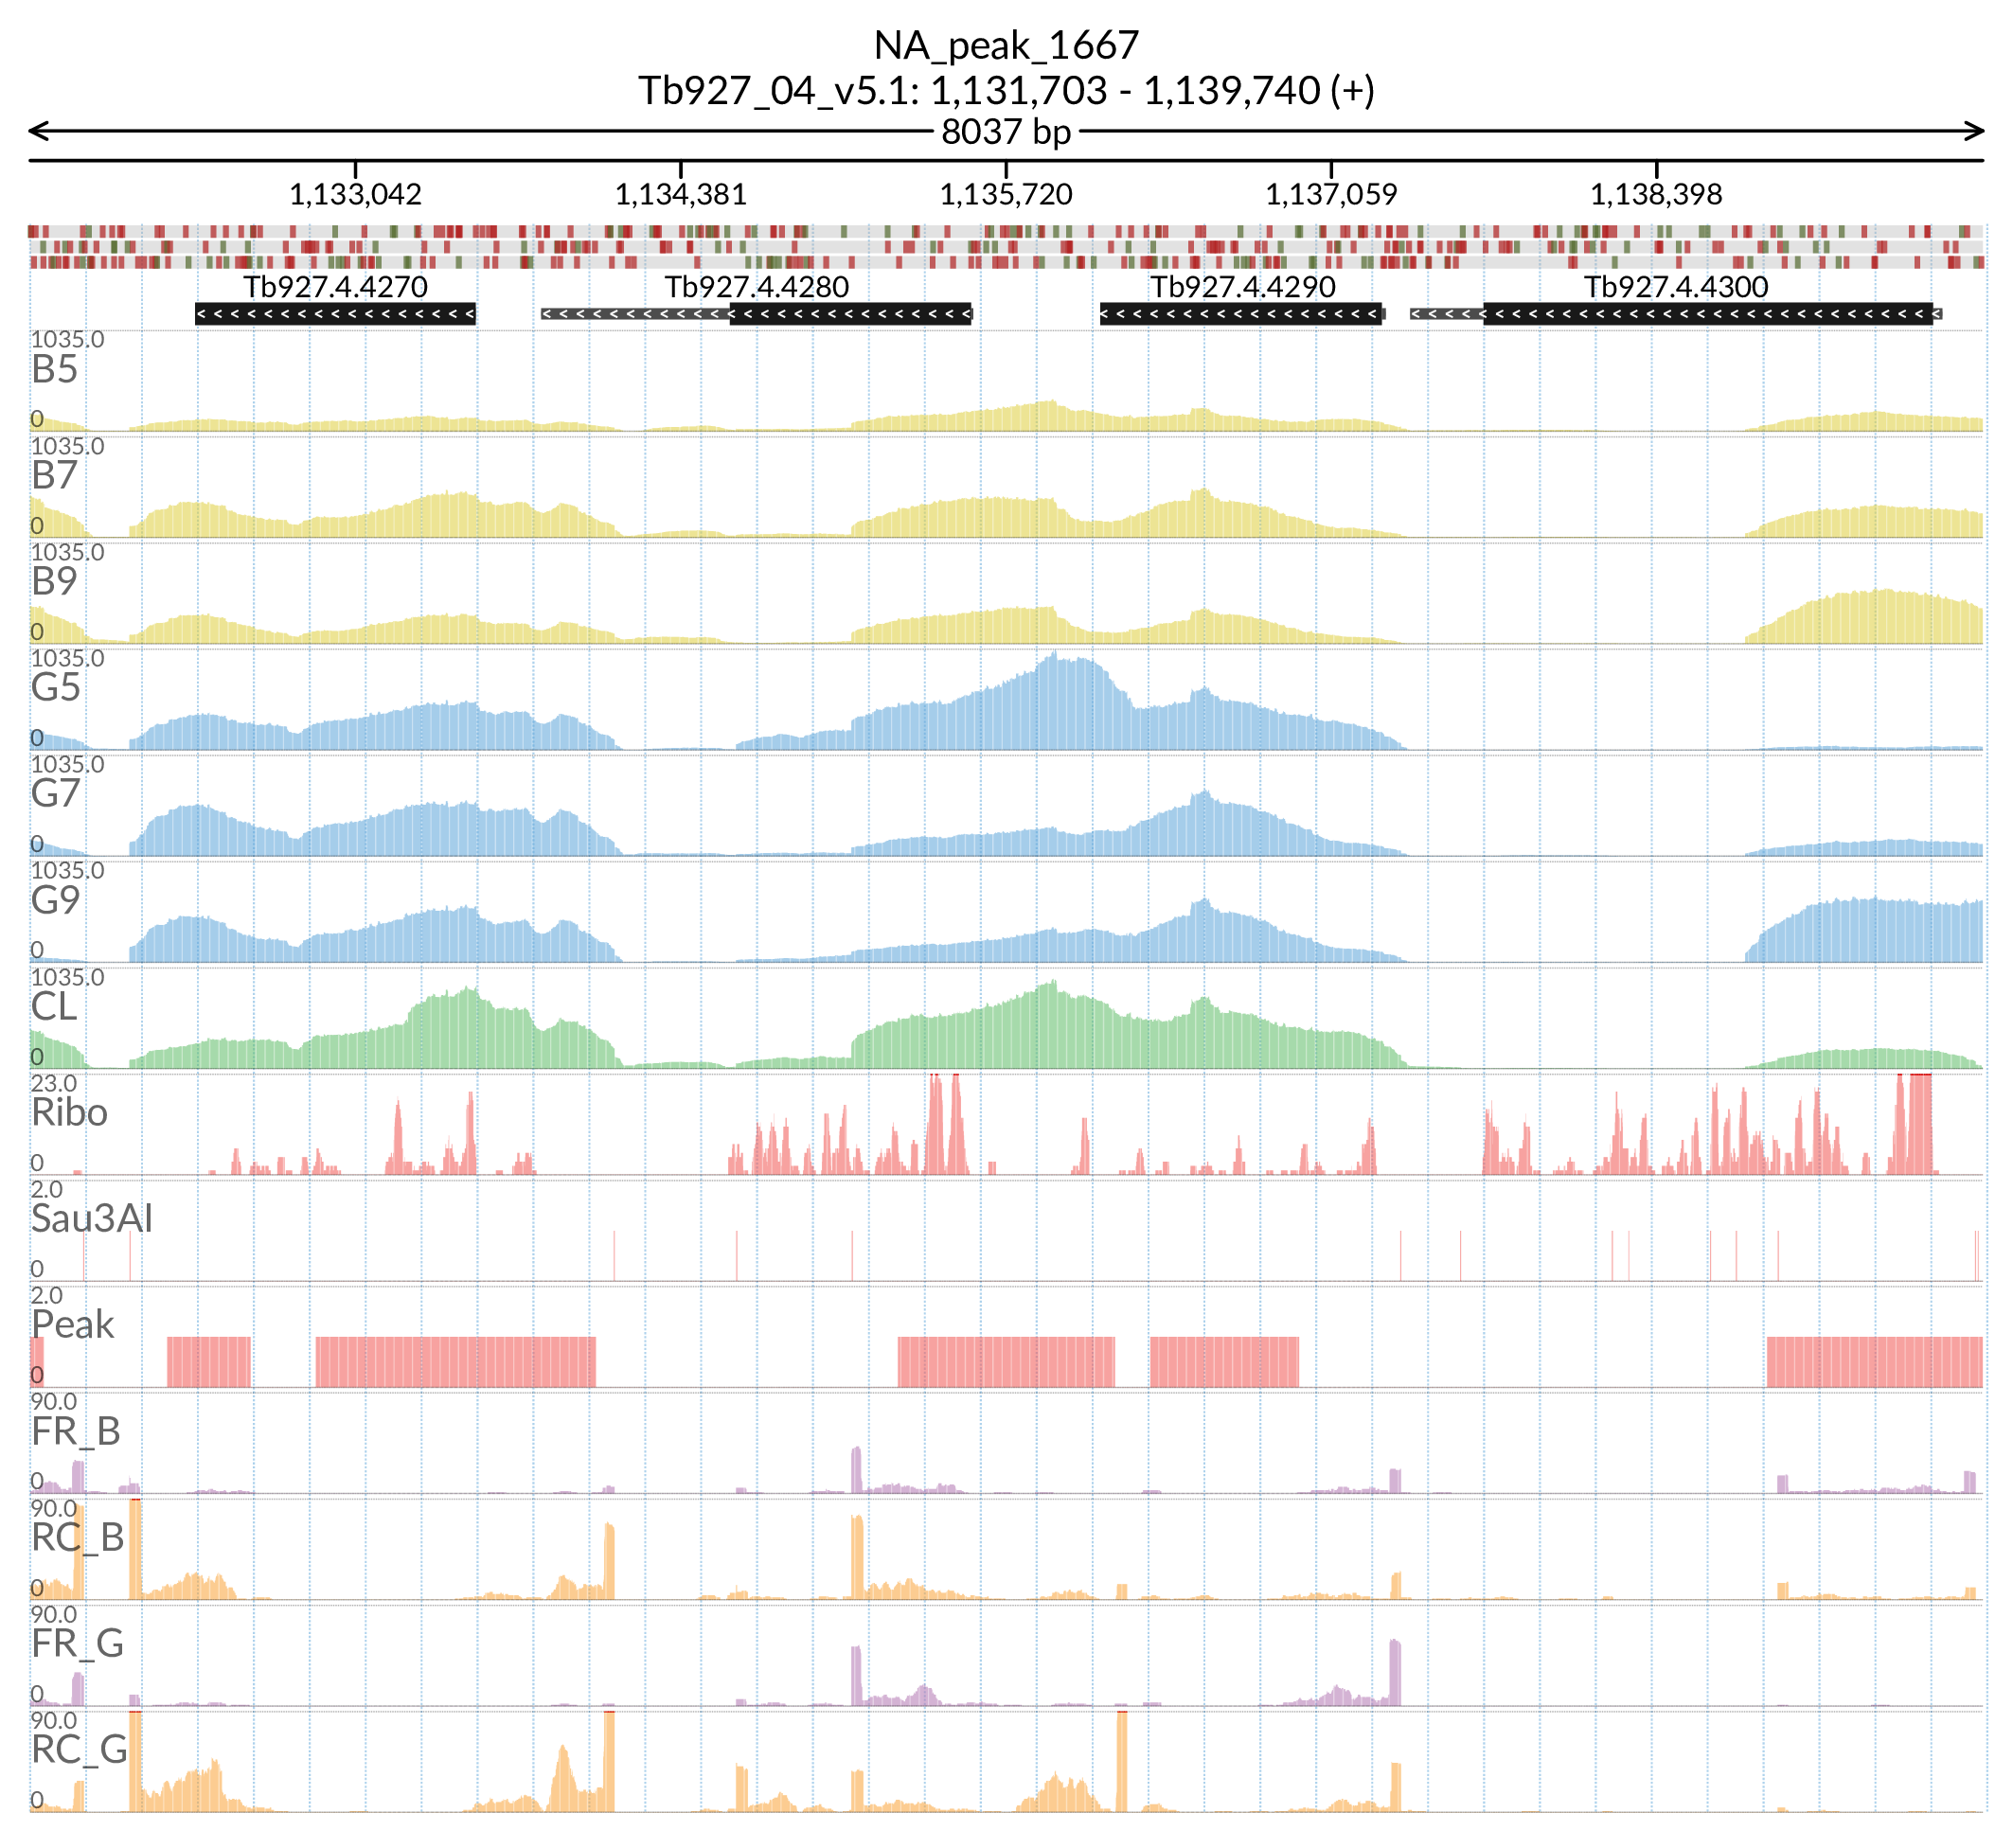 NA_peak_1667
Tb927_04_v5.1: 1,131,703 - 1,139,740 (+)
8037 bp
1,133,042 1,134,381 1,135,720 1,137,059 1,138,398
Tb927.4.4270 Tb927.4.4280 Tb927.4.4290 Tb927.4.4300
1035.0
B5
0
1035.0
B7
0
1035.0
B9
0
1035.0
G5
0
1035.0
G7
0
1035.0
G9
0
1035.0
CL
0
23.0
Ribo
0
2.0
Sau3AI
0
2.0
Peak
0
90.0
FR_B
0
90.0
RC_B
0
90.0
FR_G
0
90.0
RC_G
0